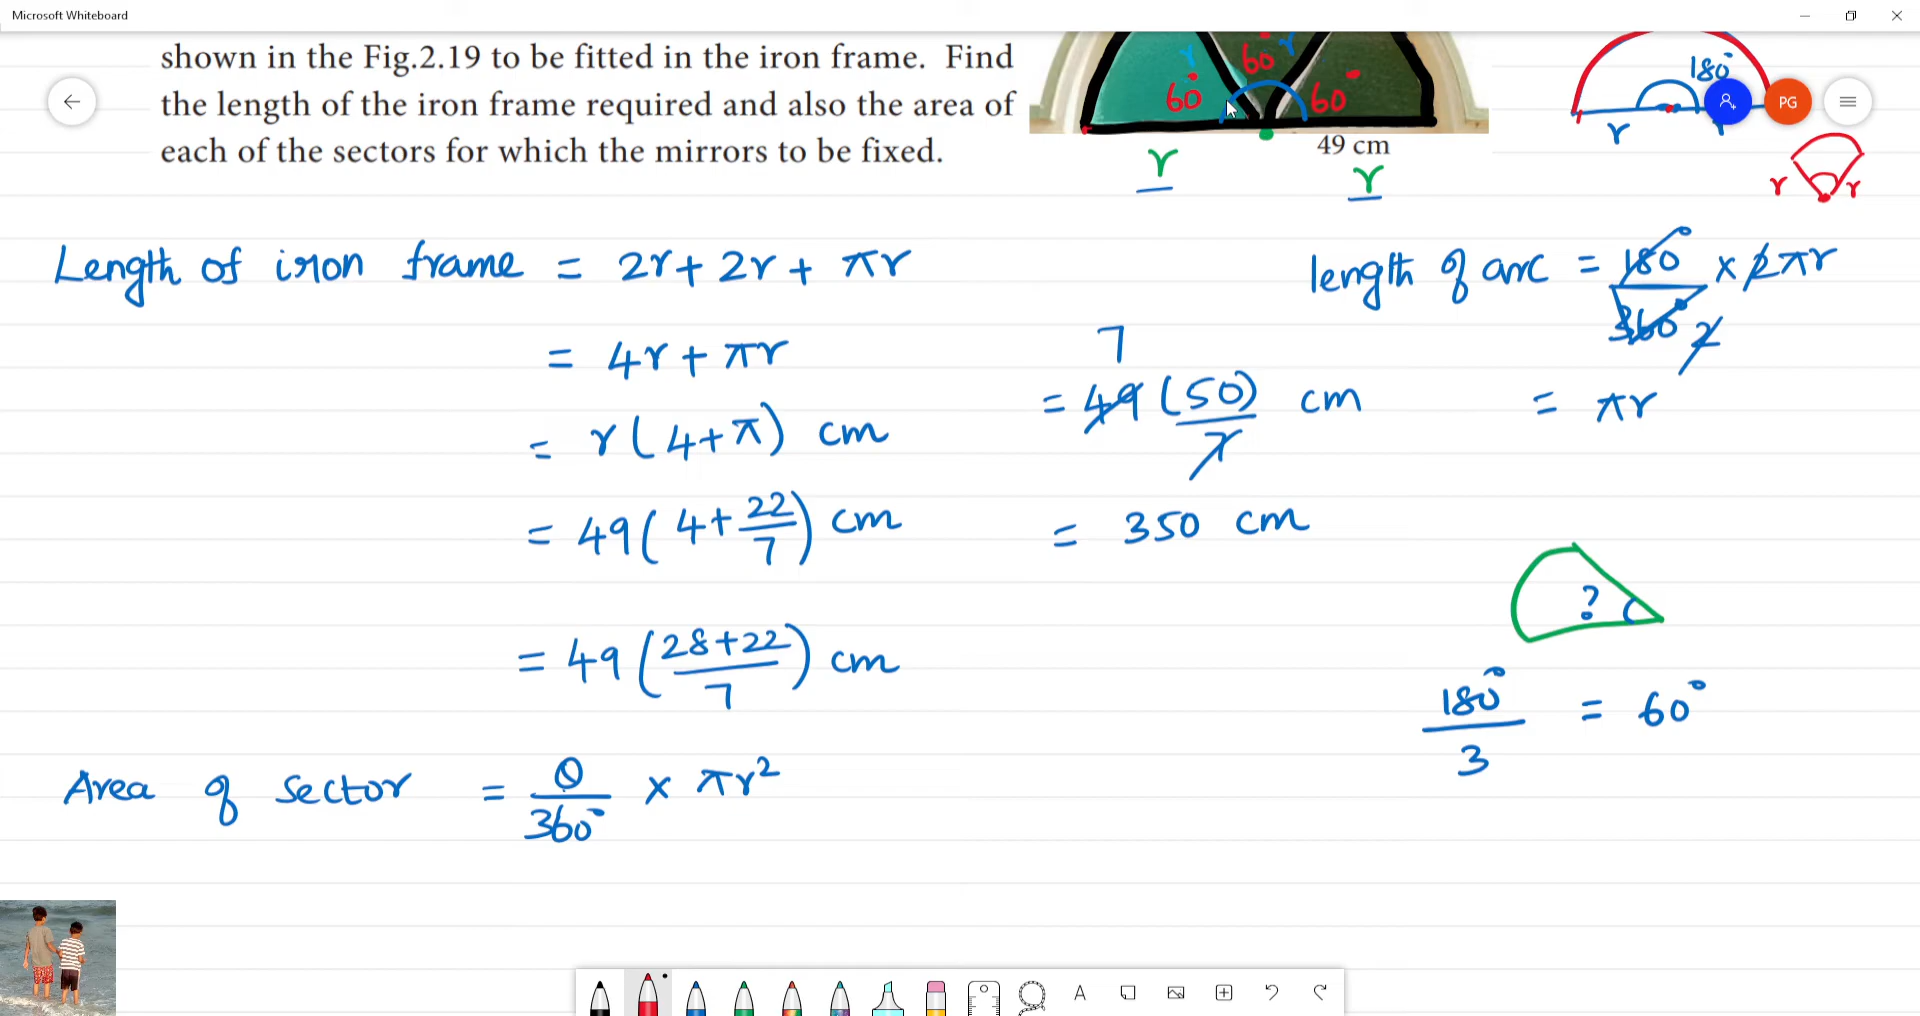 Microsoft Whiteboard
shown in the Fig.2.19 to be fitted in the iron frame. Find
the length of the iron frame required and also the area of
each of the sectors for which the mirrors to be fixed.
r 60° r
60° 60°
49 cm
r r
180°
r r
PG
r r
Length of iron frame = 2r + 2r + πr
= 4r + πr
= r(4+π) cm
= 49(4+22/7) cm
= 49(28+22/7) cm
7
= 49(50)/7 cm
= 350 cm
length of arc = 180°/360° 2 × 2πr
= πr
?
180°/3 = 60°
Area of sector = θ/360° × πr²
A